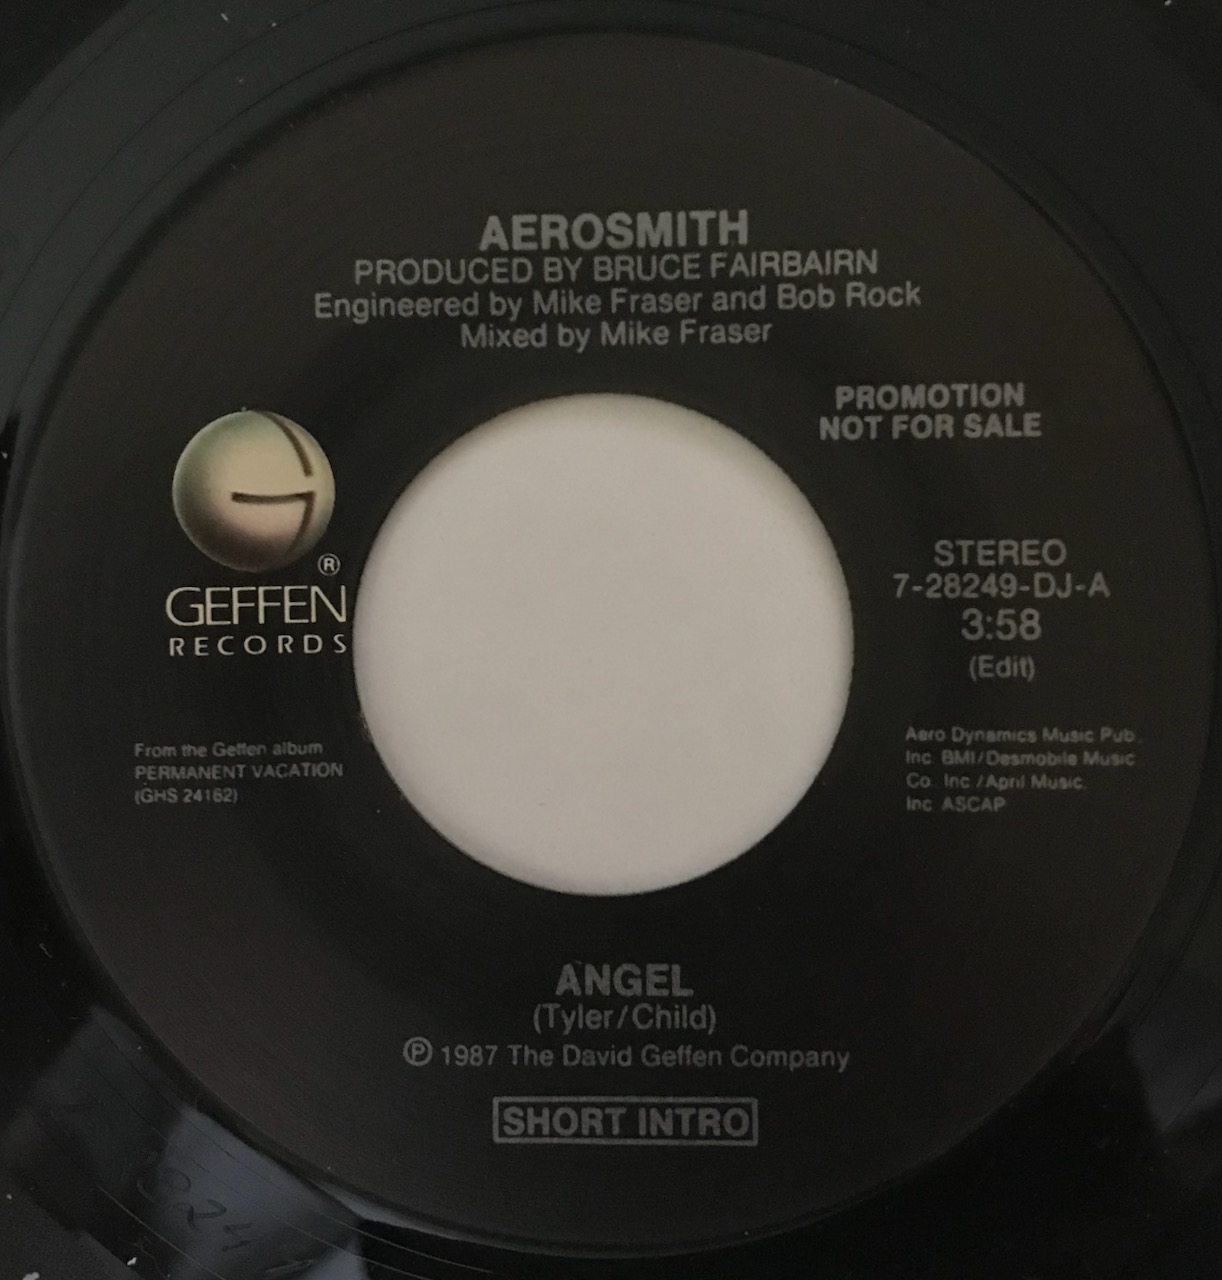 AEROSMITH
PRODUCED BY BRUCE FAIRBAIRN
Engineered by Mike Fraser and Bob Rock
Mixed by Mike Fraser
PROMOTION
NOT FOR SALE
®
GEFFEN
RECORDS
STEREO
7-28249-DJ-A
3:58
(Edit)
From the Geffen album
PERMANENT VACATION
(GHS 24162)
Aero Dynamics Music Pub.
Inc. BMI/Desmobile Music
Co. Inc./April Music.
Inc. ASCAP
ANGEL
(Tyler/Child)
℗ 1987 The David Geffen Company
SHORT INTRO